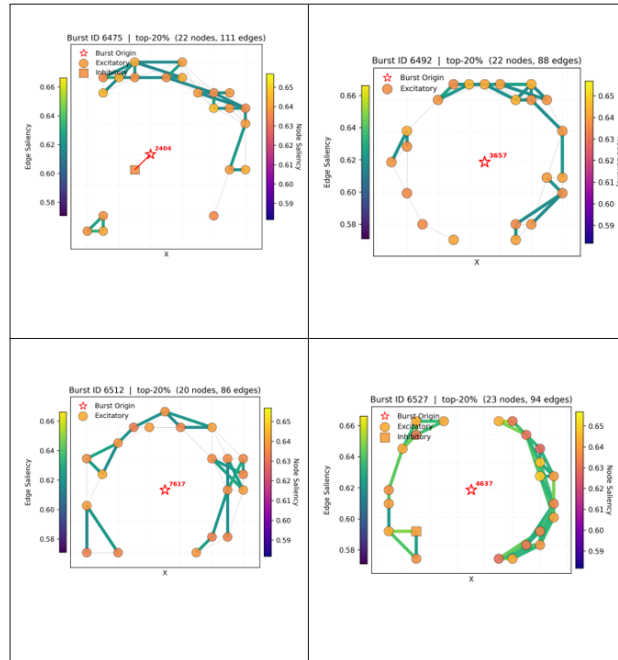 Burst ID 6475 | top-20% (22 nodes, 111 edges)
Burst Origin
Excitatory
Inhibitory
2404
0.66
0.64
0.62
0.60
0.58
Edge Saliency
0.65
0.64
0.63
0.62
0.61
0.60
0.59
Node Saliency
X
Burst ID 6492 | top-20% (22 nodes, 88 edges)
Burst Origin
Excitatory
3657
0.66
0.64
0.62
0.60
0.58
Edge Saliency
0.65
0.64
0.63
0.62
0.61
0.60
0.59
X
Burst ID 6512 | top-20% (20 nodes, 86 edges)
Burst Origin
Excitatory
7617
0.66
0.64
0.62
0.60
0.58
Edge Saliency
0.65
0.64
0.63
0.62
0.61
0.60
0.59
Node Saliency
X
Burst ID 6527 | top-20% (23 nodes, 94 edges)
Burst Origin
Excitatory
Inhibitory
4637
0.66
0.64
0.62
0.60
0.58
Edge Saliency
0.65
0.64
0.63
0.62
0.61
0.60
0.59
Node Saliency
X